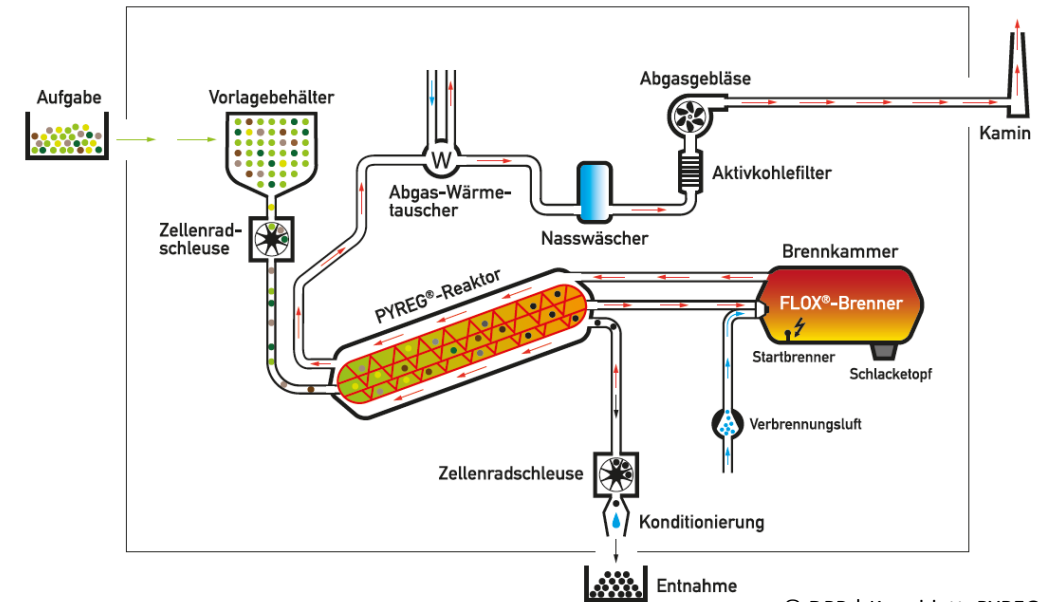 Aufgabe
Vorlagebehälter
Abgasgebläse
Kamin
W
Aktivkohlefilter
Abgas-Wärme-
tauscher
Zellenrad-
schleuse
Nasswäscher
Brennkammer
PYREG®-Reaktor
FLOX®-Brenner
Startbrenner
Schlacketopf
Verbrennungsluft
Zellenradschleuse
Konditionierung
Entnahme